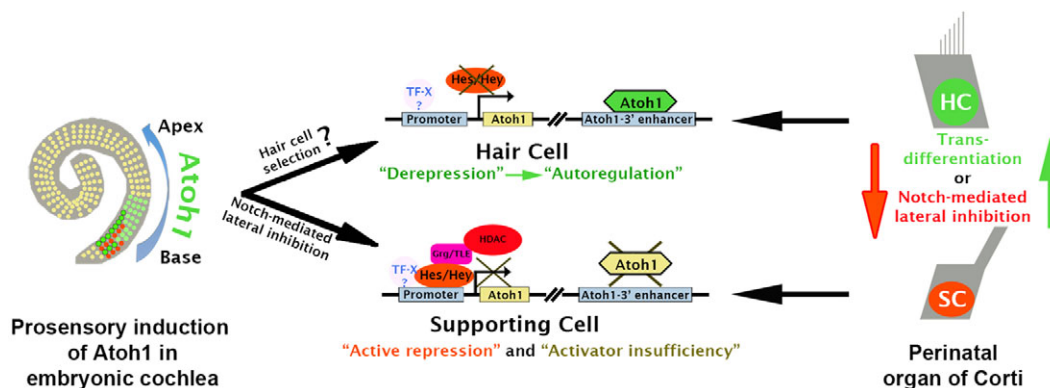 Apex
Atoh1
Base
Prosensory induction
of Atoh1 in
embryonic cochlea
Hair cell
selection ?
Notch-mediated
lateral inhibition
TF-X
?
Hes/Hey
Promoter
Atoh1
Atoh1
Atoh1-3' enhancer
Hair Cell
"Derepression" "Autoregulation"
HDAC
Grg/TLE
TF-X
?
Hes/Hey
Promoter
Atoh1
Atoh1
Atoh1-3' enhancer
Supporting Cell
"Active repression" and "Activator insufficiency"
HC
Trans-
differentiation
or
Notch-mediated
lateral inhibition
SC
Perinatal
organ of Corti